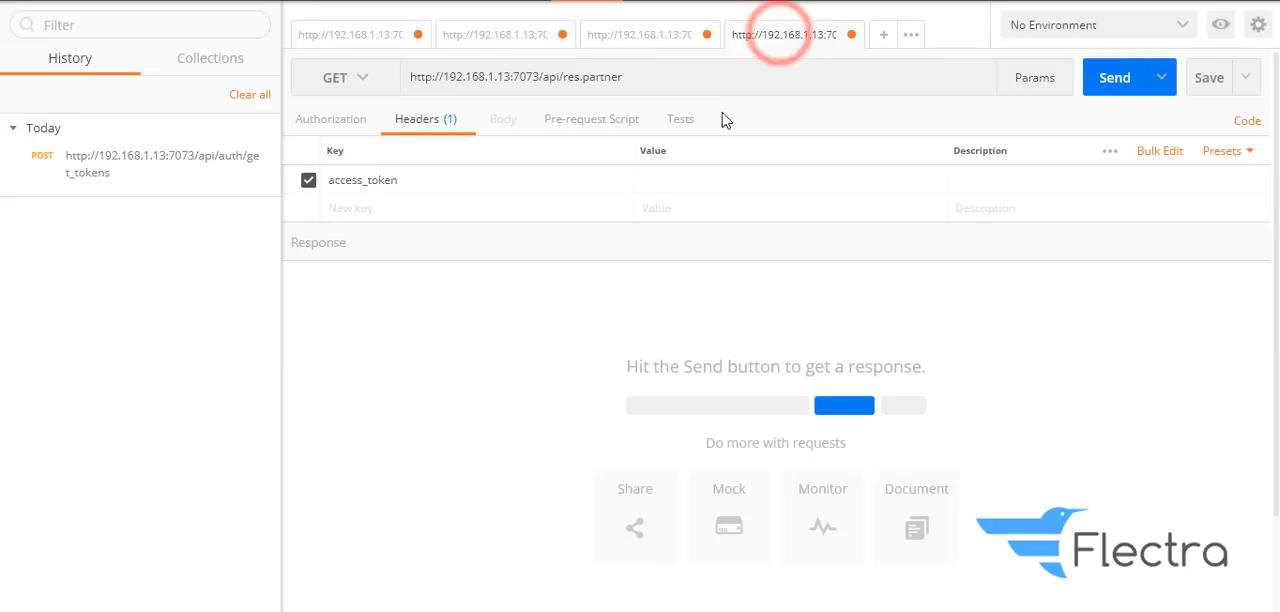 Filter
History
Collections
Clear all
Today
POST
http://192.168.1.13:7073/api/auth/ge
t_tokens
http://192.168.1.13:70
http://192.168.1.13:70
http://192.168.1.13:70
http://192.168.1.13:70
+
No Environment
GET
http://192.168.1.13:7073/api/res.partner
Params
Send
Save
Authorization
Headers (1)
Body
Pre-request Script
Tests
Code
Key
Value
Description
Bulk Edit
Presets
access_token
New key
Value
Description
Response
Hit the Send button to get a response.
Do more with requests
Share
Mock
Monitor
Document
Flectra